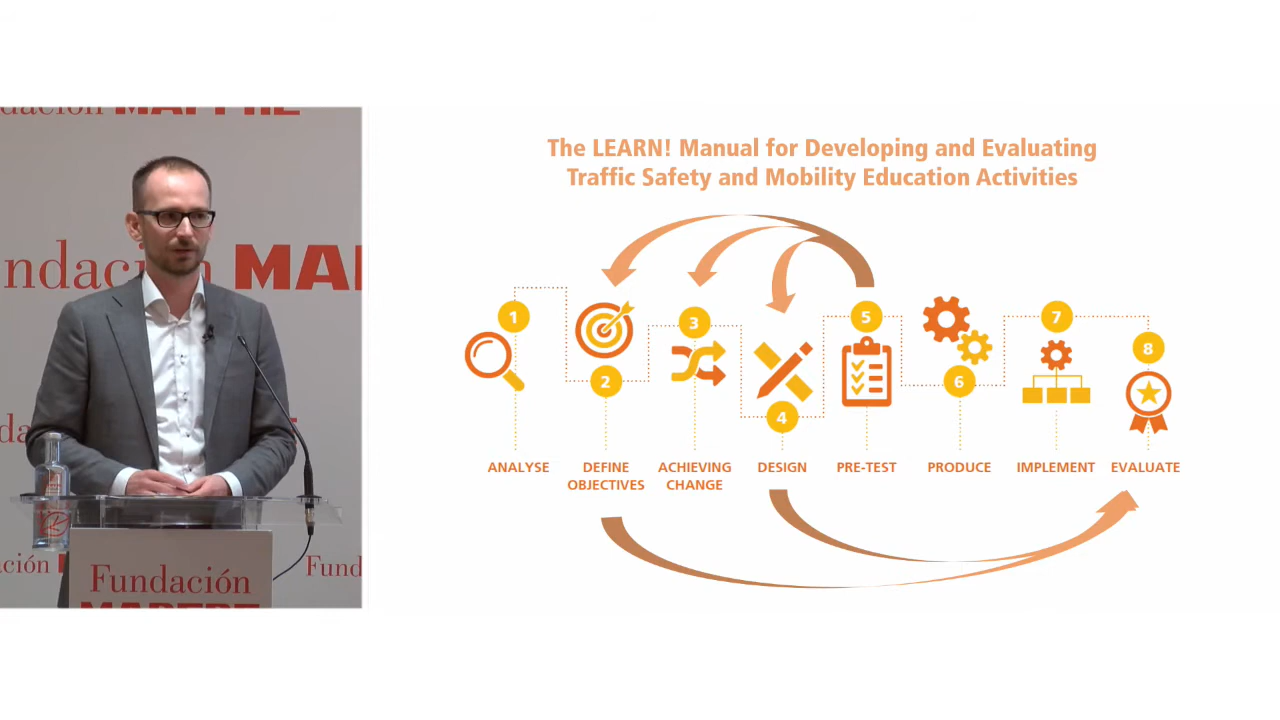 The LEARN! Manual for Developing and Evaluating
Traffic Safety and Mobility Education Activities
1
2
3
4
5
6
7
8
ANALYSE
DEFINE
OBJECTIVES
ACHIEVING
CHANGE
DESIGN
PRE-TEST
PRODUCE
IMPLEMENT
EVALUATE
Fundación
MAPFRE